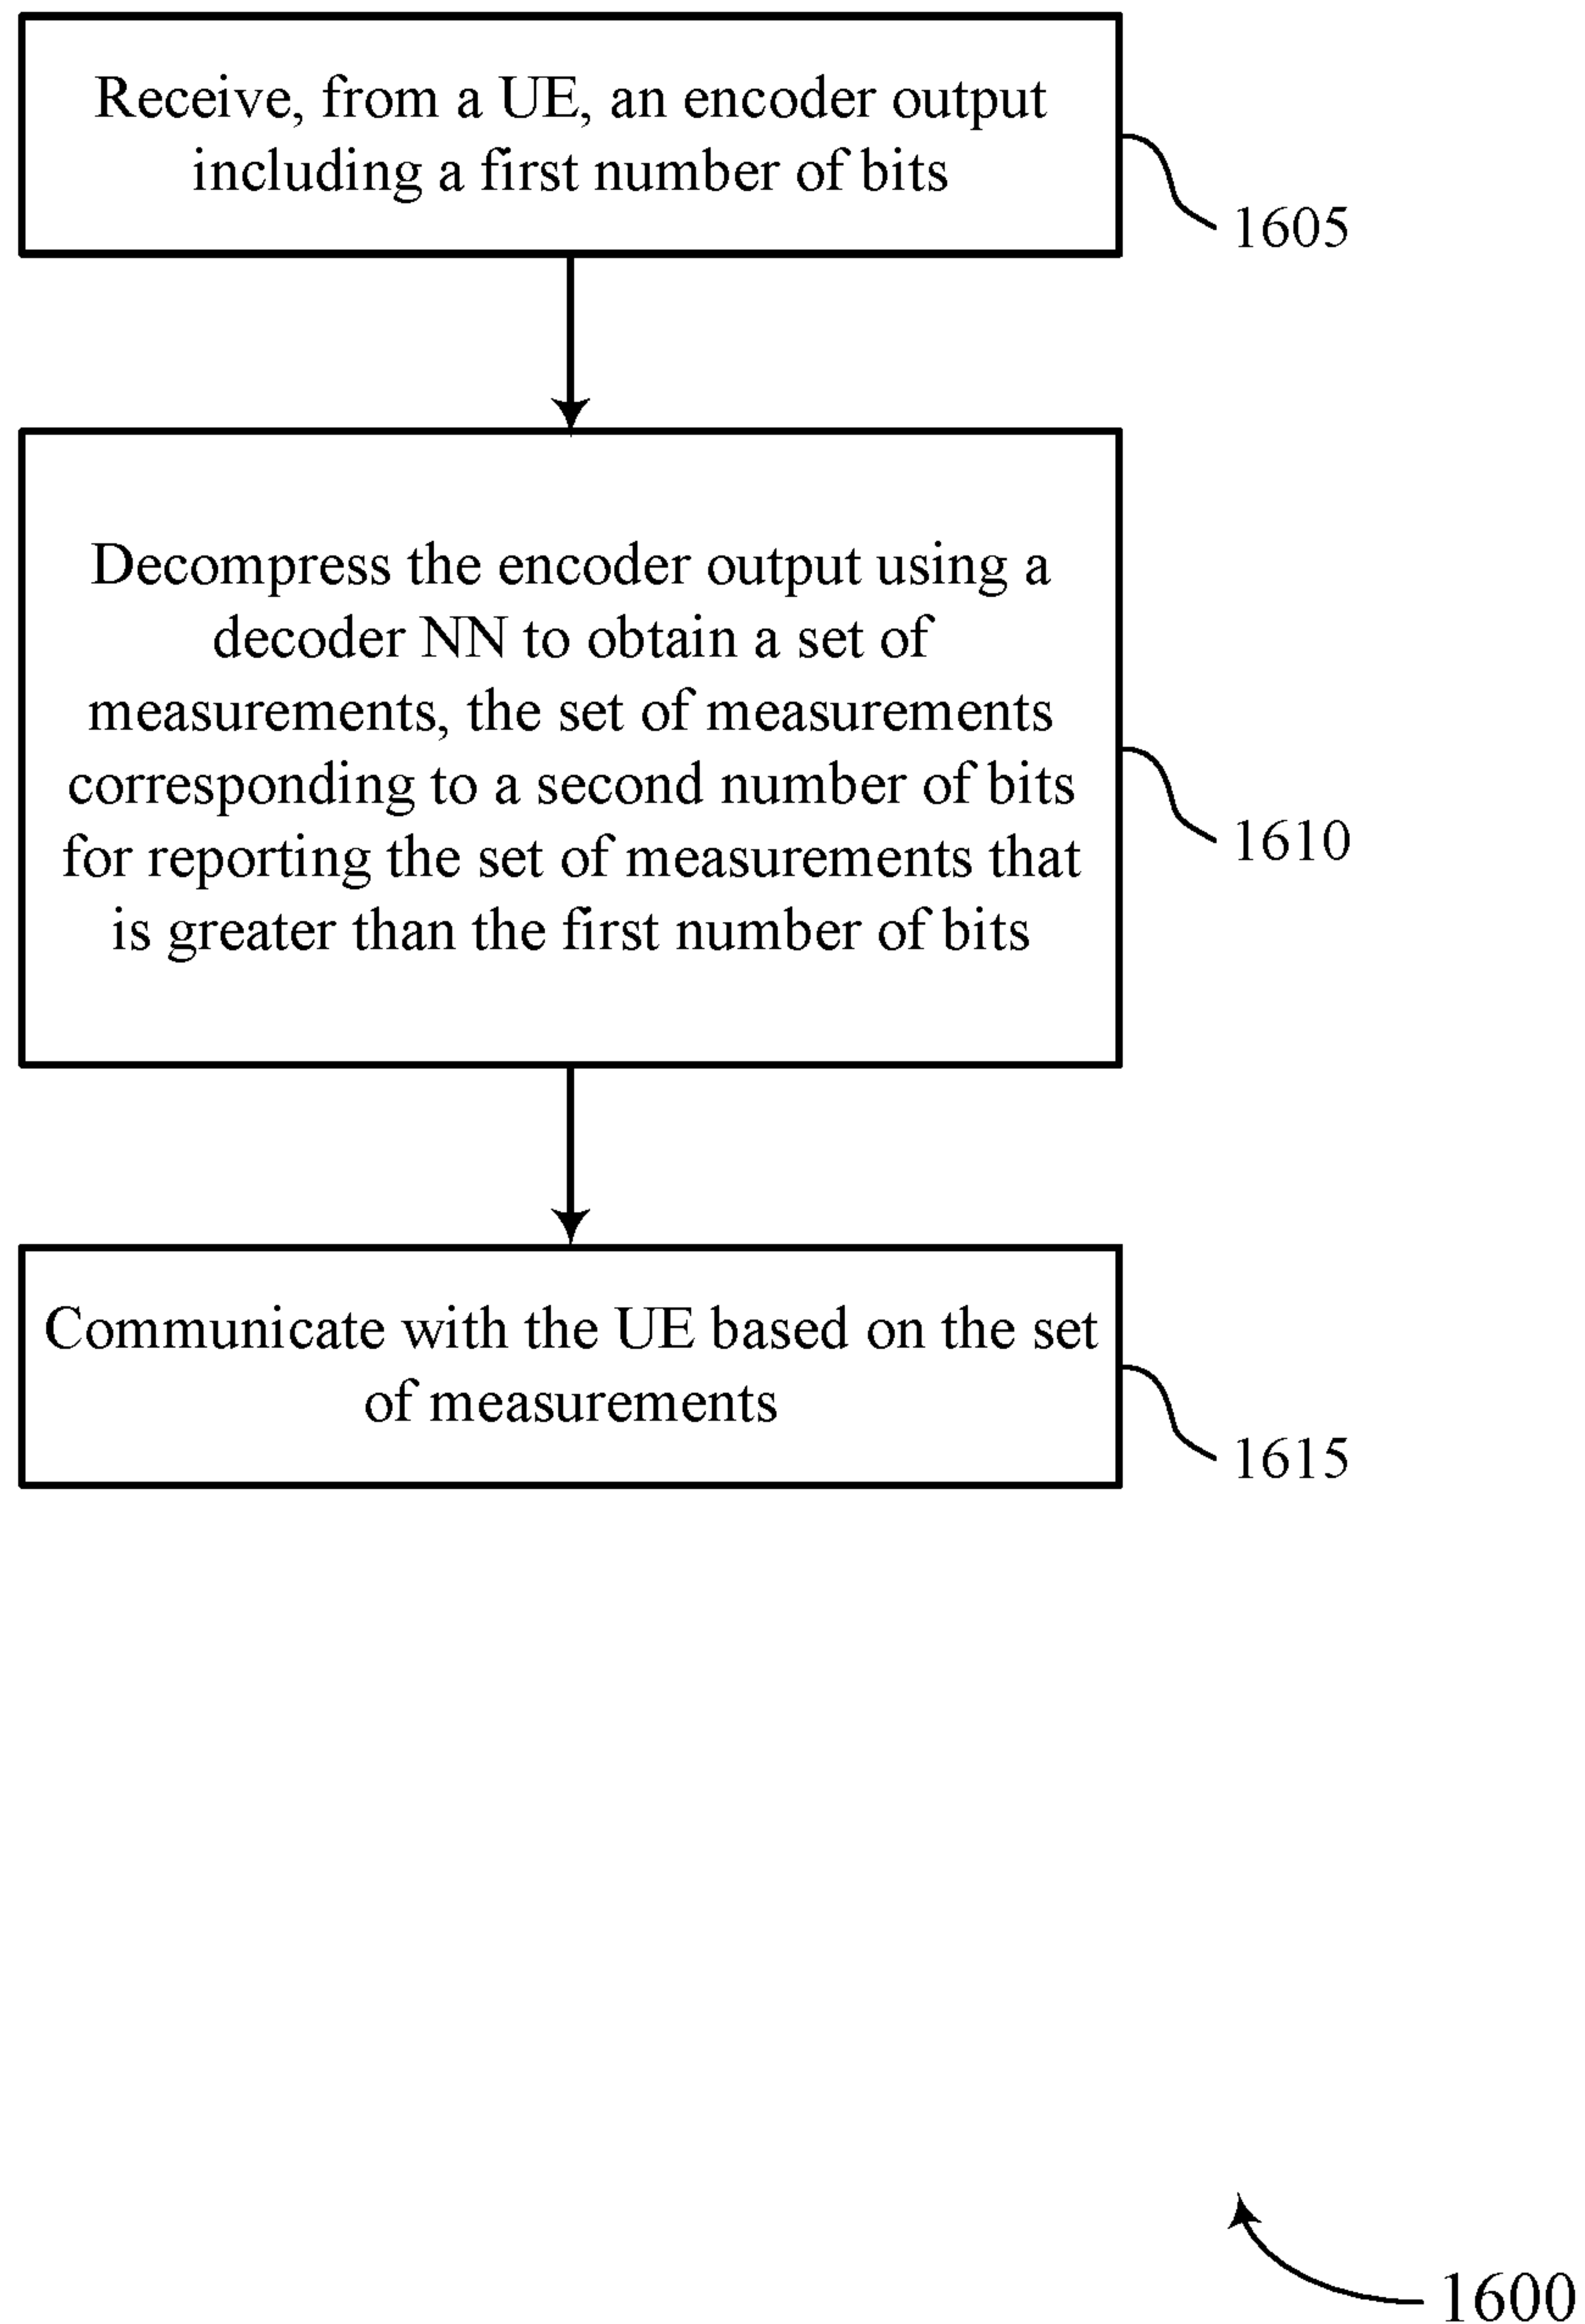 Receive, from a UE, an encoder output
including a first number of bits
1605
Decompress the encoder output using a
decoder NN to obtain a set of
measurements, the set of measurements
corresponding to a second number of bits
for reporting the set of measurements that
is greater than the first number of bits
1610
Communicate with the UE based on the set
of measurements
1615
1600